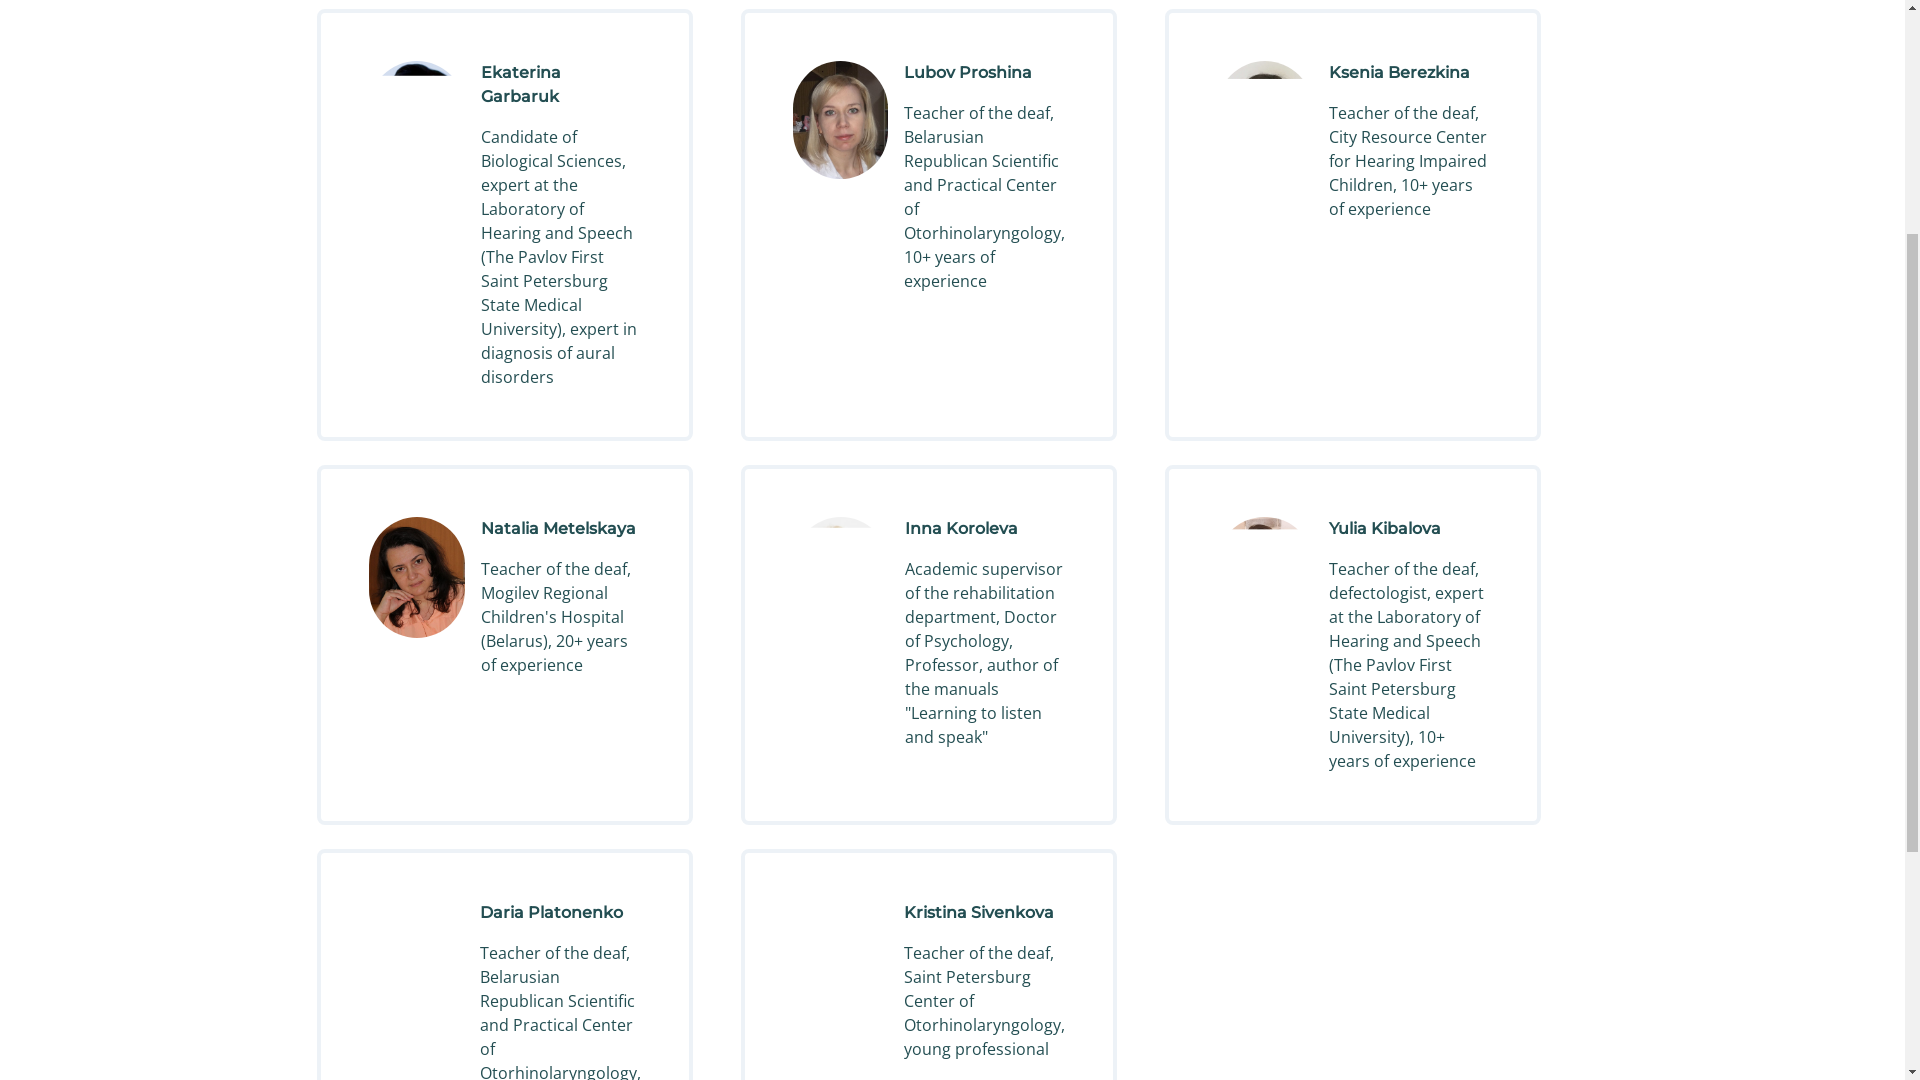 Ekaterina
Garbaruk
Candidate of
Biological Sciences,
expert at the
Laboratory of
Hearing and Speech
(The Pavlov First
Saint Petersburg
State Medical
University), expert in
diagnosis of aural
disorders
Lubov Proshina
Teacher of the deaf,
Belarusian
Republican Scientific
and Practical Center
of
Otorhinolaryngology,
10+ years of
experience
Ksenia Berezkina
Teacher of the deaf,
City Resource Center
for Hearing Impaired
Children, 10+ years
of experience
Natalia Metelskaya
Teacher of the deaf,
Mogilev Regional
Children's Hospital
(Belarus), 20+ years
of experience
Inna Koroleva
Academic supervisor
of the rehabilitation
department, Doctor
of Psychology,
Professor, author of
the manuals
"Learning to listen
and speak"
Yulia Kibalova
Teacher of the deaf,
defectologist, expert
at the Laboratory of
Hearing and Speech
(The Pavlov First
Saint Petersburg
State Medical
University), 10+
years of experience
Daria Platonenko
Teacher of the deaf,
Belarusian
Republican Scientific
and Practical Center
of
Otorhinolaryngology,
Kristina Sivenkova
Teacher of the deaf,
Saint Petersburg
Center of
Otorhinolaryngology,
young professional